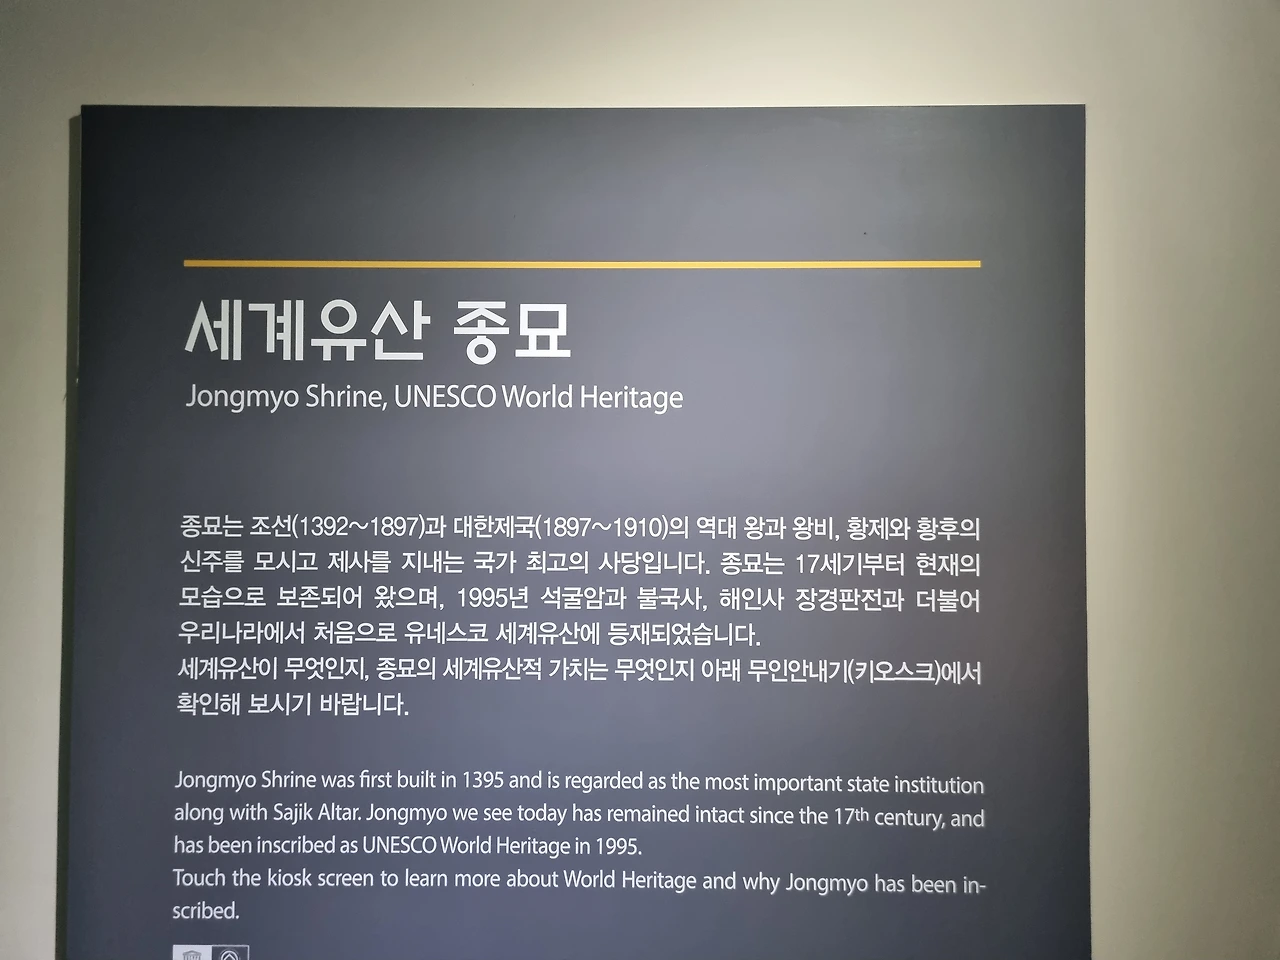 세계유산 종묘
Jongmyo Shrine, UNESCO World Heritage
종묘는 조선(1392～1897)과 대한제국(1897～1910)의 역대 왕과 왕비, 황제와 황후의
신주를 모시고 제사를 지내는 국가 최고의 사당입니다. 종묘는 17세기부터 현재의
모습으로 보존되어 왔으며, 1995년 석굴암과 불국사, 해인사 장경판전과 더불어
우리나라에서 처음으로 유네스코 세계유산에 등재되었습니다.
세계유산이 무엇인지, 종묘의 세계유산적 가치는 무엇인지 아래 무인안내기(키오스크)에서
확인해 보시기 바랍니다.
Jongmyo Shrine was first built in 1395 and is regarded as the most important state institution
along with Sajik Altar. Jongmyo we see today has remained intact since the 17th century, and
has been inscribed as UNESCO World Heritage in 1995.
Touch the kiosk screen to learn more about World Heritage and why Jongmyo has been in-
scribed.